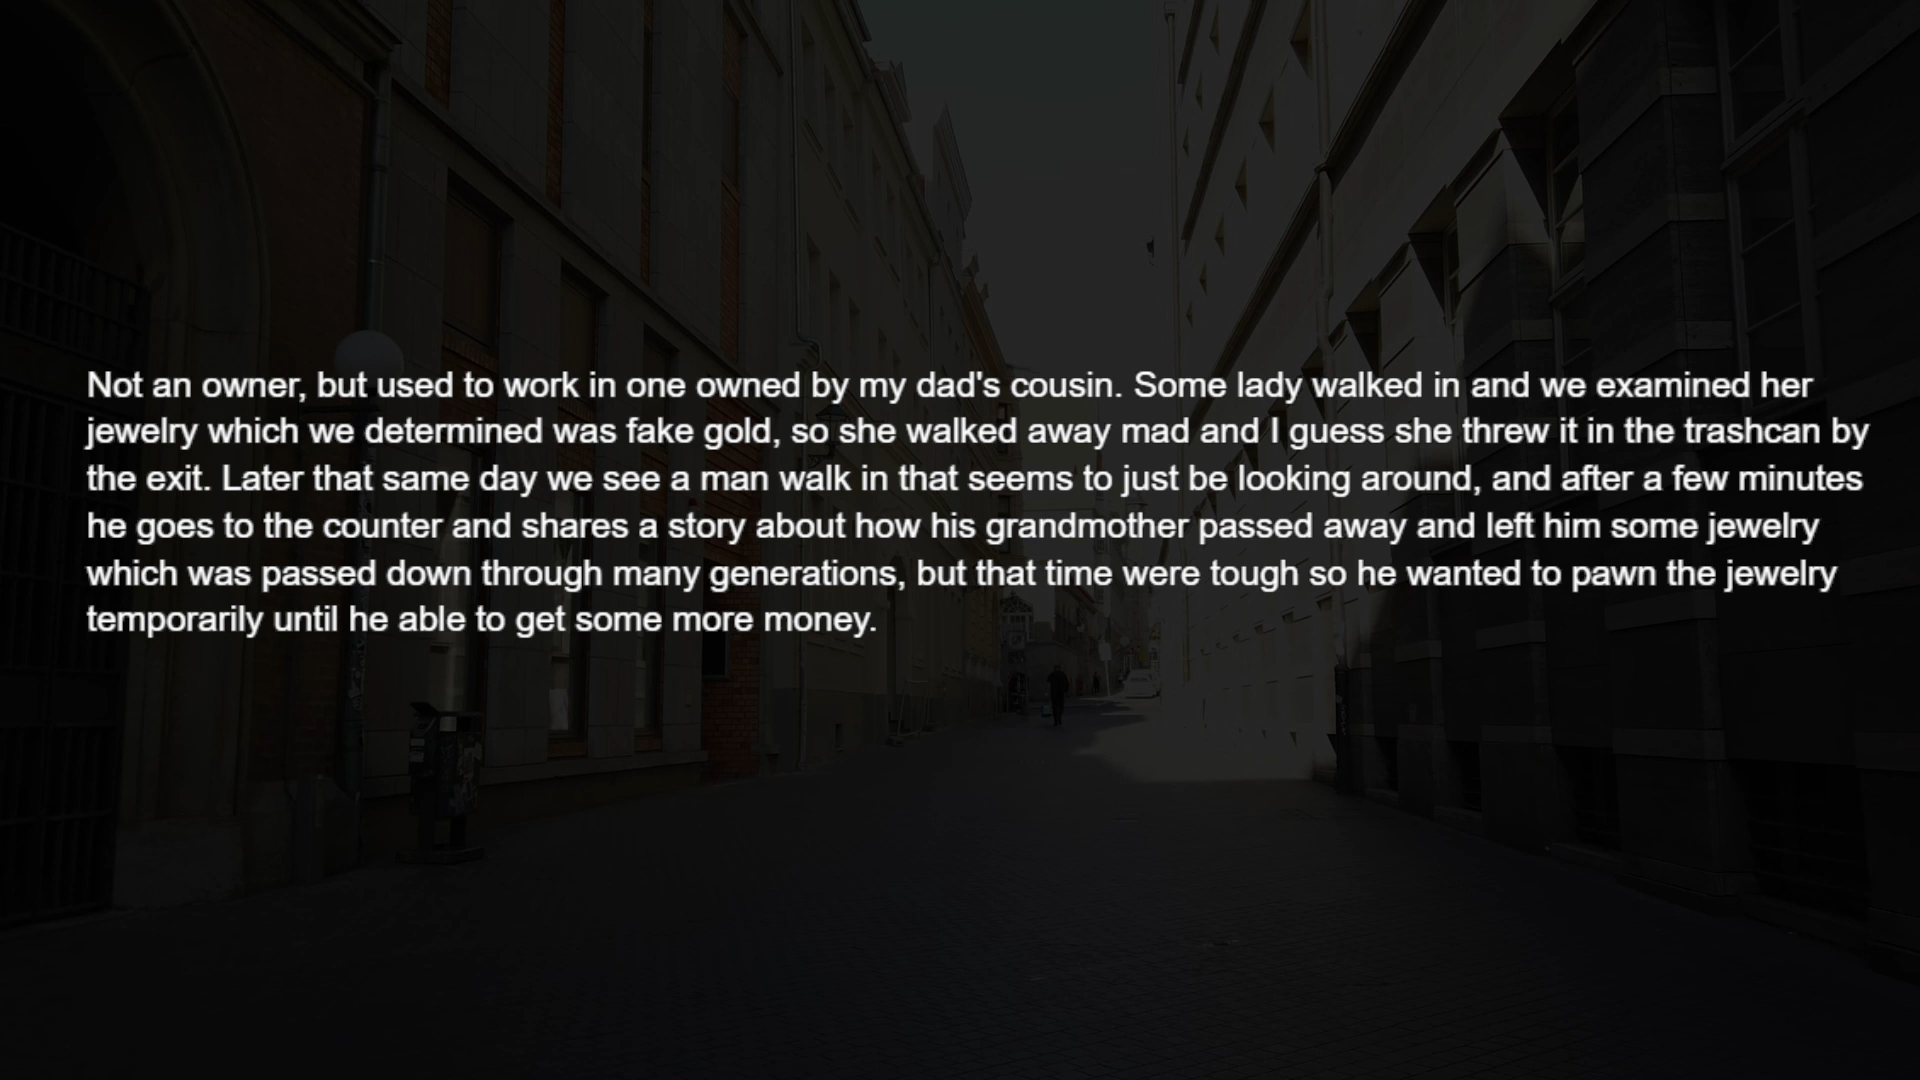 Not an owner, but used to work in one owned by my dad's cousin. Some lady walked in and we examined her
jewelry which we determined was fake gold, so she walked away mad and I guess she threw it in the trashcan by
the exit. Later that same day we see a man walk in that seems to just be looking around, and after a few minutes
he goes to the counter and shares a story about how his grandmother passed away and left him some jewelry
which was passed down through many generations, but that time were tough so he wanted to pawn the jewelry
temporarily until he able to get some more money.